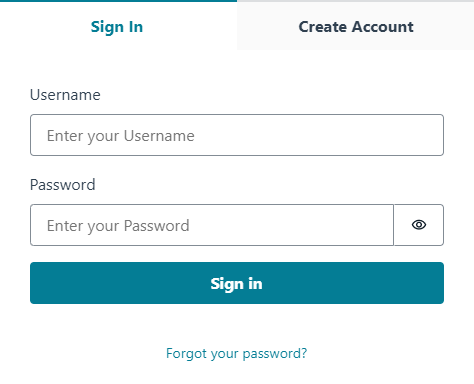 Sign In
Create Account
Username
Enter your Username
Password
Enter your Password
Sign in
Forgot your password?